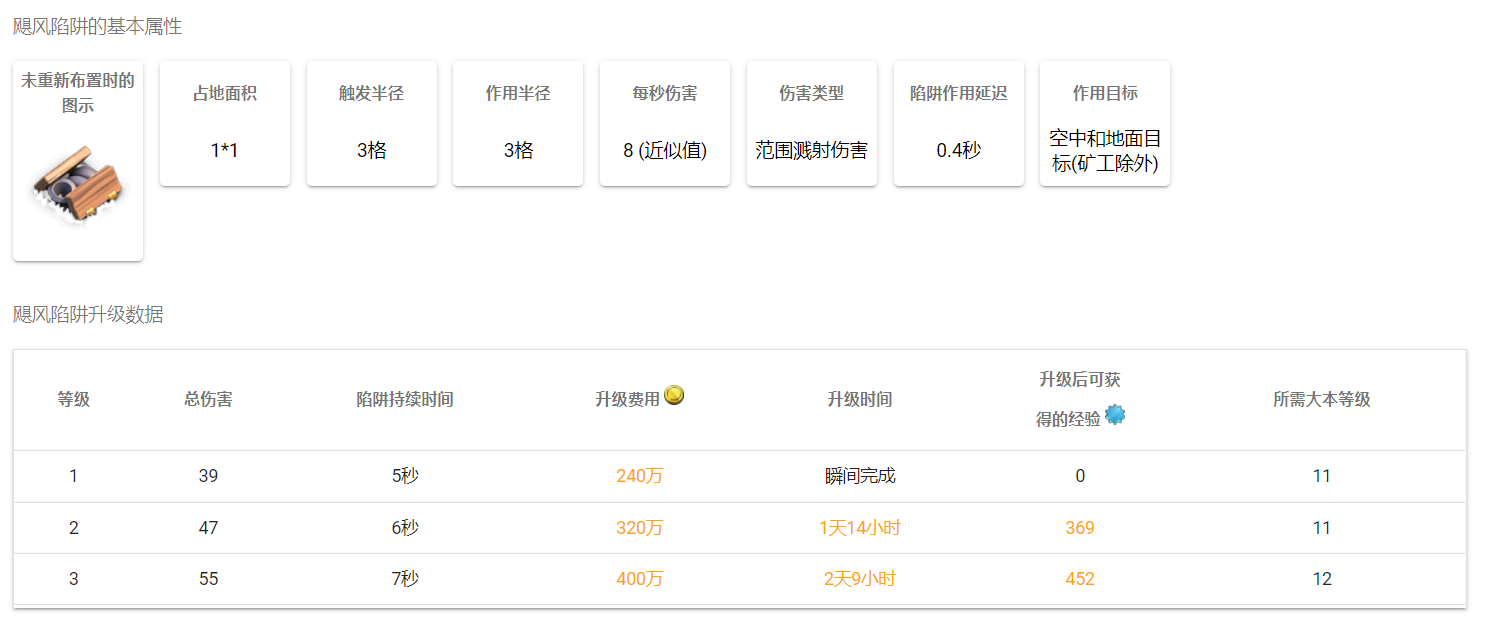 飓风陷阱的基本属性
未重新布置时的
图示
占地面积
1*1
触发半径
3格
作用半径
3格
每秒伤害
8 (近似值)
伤害类型
范围溅射伤害
陷阱作用延迟
0.4秒
作用目标
空中和地面目
标(矿工除外)
飓风陷阱升级数据
等级 总伤害 陷阱持续时间 升级费用 升级时间 升级后可获 所需大本等级
得的经验
1 39 5秒 240万 瞬间完成 0 11
2 47 6秒 320万 1天14小时 369 11
3 55 7秒 400万 2天9小时 452 12